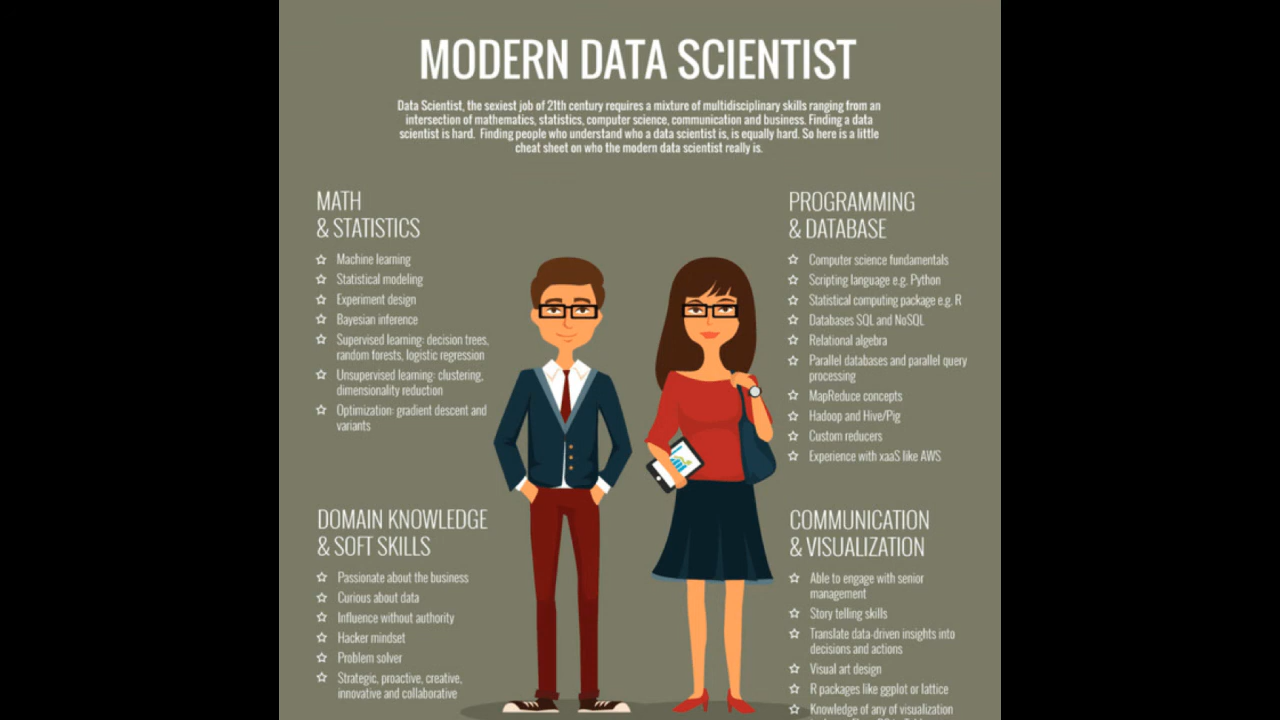 MODERN DATA SCIENTIST
Data Scientist, the sexiest job of 21th century requires a mixture of multidisciplinary skills ranging from an
intersection of mathematics, statistics, computer science, communication and business. Finding a data
scientist is hard. Finding people who understand who a data scientist is, is equally hard. So here is a little
cheat sheet on who the modern data scientist really is.
MATH
& STATISTICS
Machine learning
Statistical modeling
Experiment design
Bayesian inference
Supervised learning: decision trees,
random forests, logistic regression
Unsupervised learning: clustering,
dimensionality reduction
Optimization: gradient descent and
variants
PROGRAMMING
& DATABASE
Computer science fundamentals
Scripting language e.g. Python
Statistical computing package e.g. R
Databases SQL and NoSQL
Relational algebra
Parallel databases and parallel query
processing
MapReduce concepts
Hadoop and Hive/Pig
Custom reducers
Experience with xaaS like AWS
DOMAIN KNOWLEDGE
& SOFT SKILLS
Passionate about the business
Curious about data
Influence without authority
Hacker mindset
Problem solver
Strategic, proactive, creative,
innovative and collaborative
COMMUNICATION
& VISUALIZATION
Able to engage with senior
management
Story telling skills
Translate data-driven insights into
decisions and actions
Visual art design
R packages like ggplot or lattice
Knowledge of any of visualization